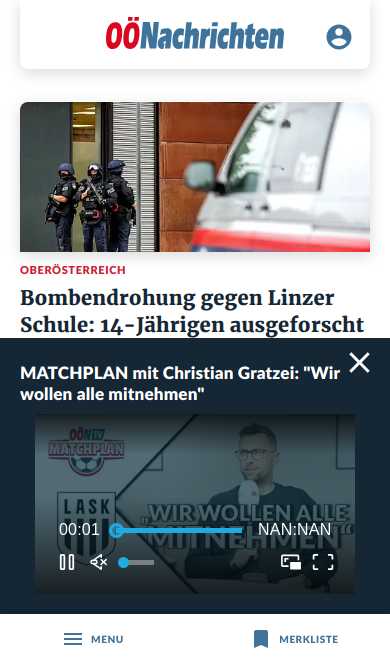 OÖNachrichten
OBERÖSTERREICH
Bombendrohung gegen Linzer
Schule: 14-Jährigen ausgeforscht
MATCHPLAN mit Christian Gratzei: "Wir
wollen alle mitnehmen"
OÖN TV
MATCHPLAN
LASK
„WIR WOLLEN ALLE
MITNEHMEN"
00:01
NAN:NAN
MENU
MERKLISTE